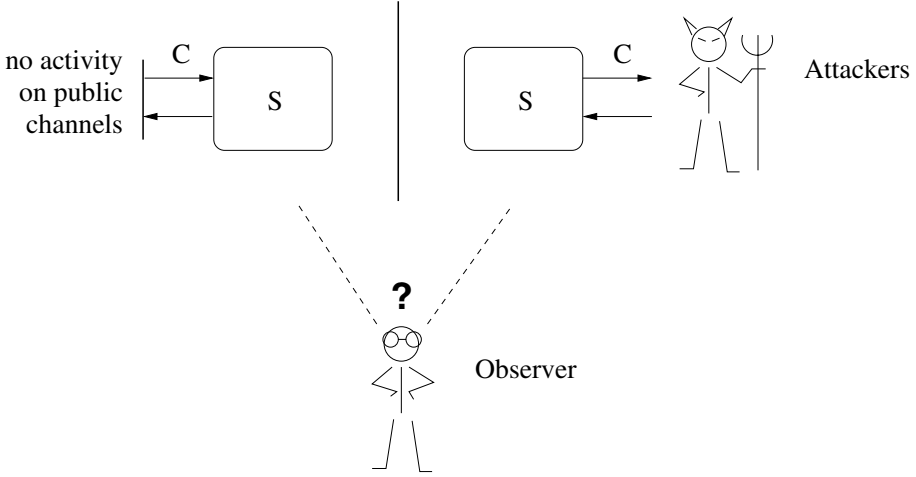 no activity
on public
channels
C
S
S
C
Attackers
?
Observer